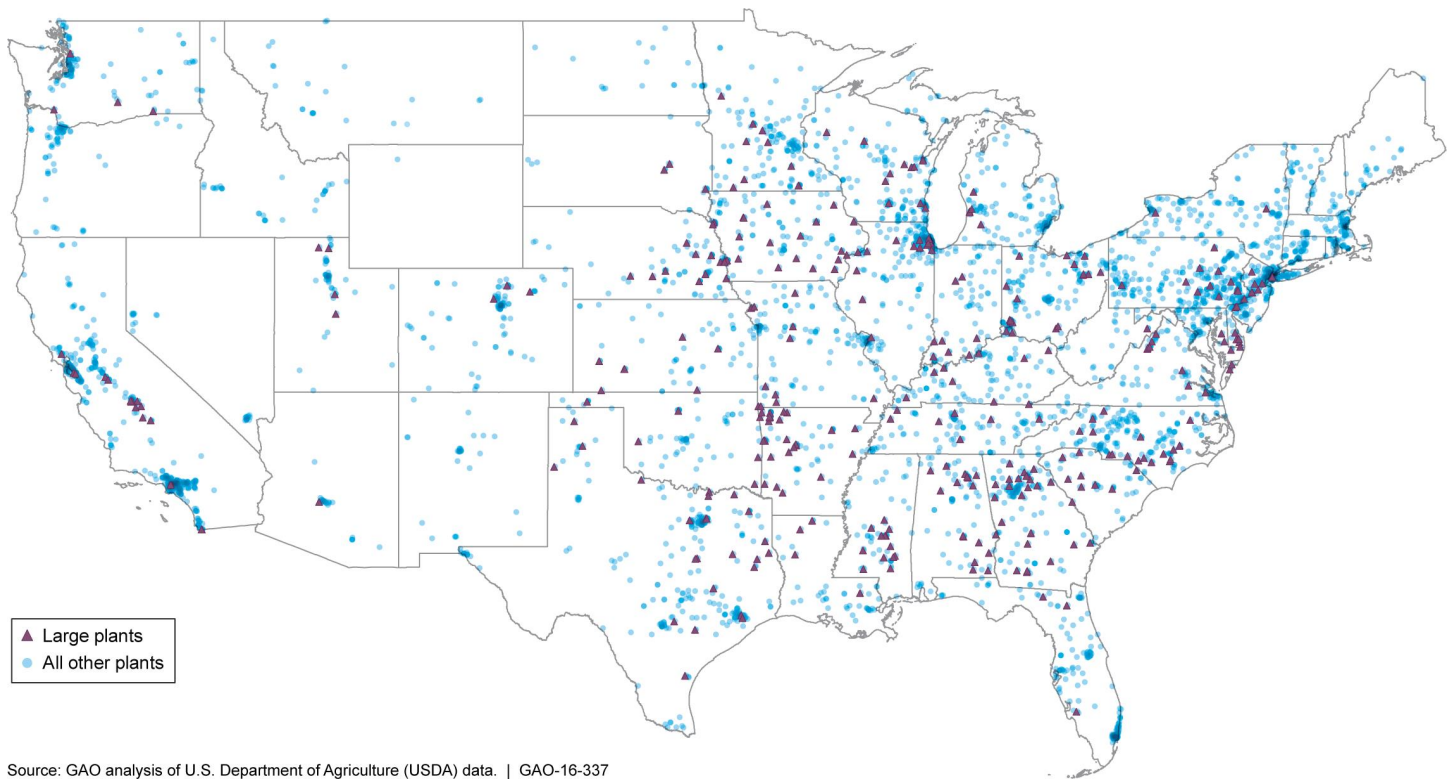 Large plants
All other plants
Source: GAO analysis of U.S. Department of Agriculture (USDA) data. | GAO-16-337